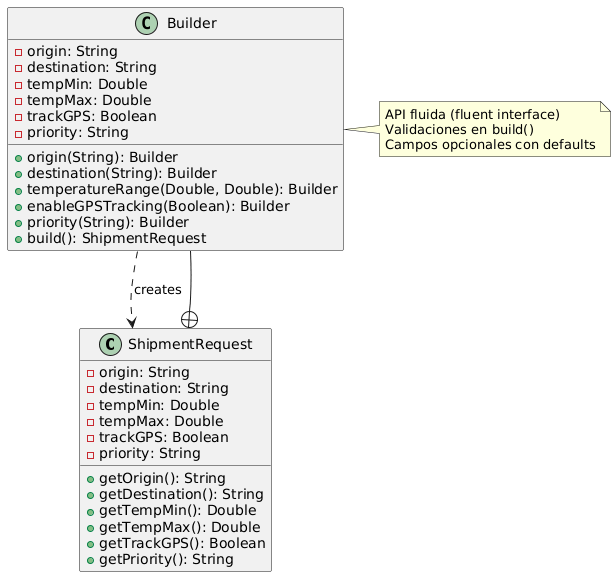 C Builder
origin: String
destination: String
tempMin: Double
tempMax: Double
trackGPS: Boolean
priority: String
origin(String): Builder
destination(String): Builder
temperatureRange(Double, Double): Builder
enableGPSTracking(Boolean): Builder
priority(String): Builder
build(): ShipmentRequest
API fluida (fluent interface)
Validaciones en build()
Campos opcionales con defaults
creates
C ShipmentRequest
origin: String
destination: String
tempMin: Double
tempMax: Double
trackGPS: Boolean
priority: String
getOrigin(): String
getDestination(): String
getTempMin(): Double
getTempMax(): Double
getTrackGPS(): Boolean
getPriority(): String